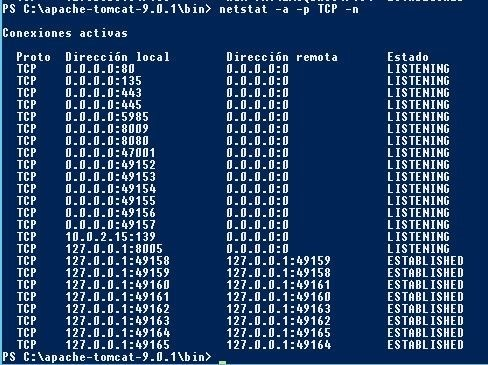 PS C:\apache-tomcat-9.0.1\bin> netstat -a -p TCP -n
Conexiones activas
Proto Dirección local Dirección remota Estado
TCP 0.0.0.0:80 0.0.0.0:0 LISTENING
TCP 0.0.0.0:135 0.0.0.0:0 LISTENING
TCP 0.0.0.0:443 0.0.0.0:0 LISTENING
TCP 0.0.0.0:445 0.0.0.0:0 LISTENING
TCP 0.0.0.0:5985 0.0.0.0:0 LISTENING
TCP 0.0.0.0:8009 0.0.0.0:0 LISTENING
TCP 0.0.0.0:8080 0.0.0.0:0 LISTENING
TCP 0.0.0.0:47001 0.0.0.0:0 LISTENING
TCP 0.0.0.0:49152 0.0.0.0:0 LISTENING
TCP 0.0.0.0:49153 0.0.0.0:0 LISTENING
TCP 0.0.0.0:49154 0.0.0.0:0 LISTENING
TCP 0.0.0.0:49155 0.0.0.0:0 LISTENING
TCP 0.0.0.0:49156 0.0.0.0:0 LISTENING
TCP 0.0.0.0:49157 0.0.0.0:0 LISTENING
TCP 10.0.2.15:139 0.0.0.0:0 LISTENING
TCP 127.0.0.1:8005 0.0.0.0:0 LISTENING
TCP 127.0.0.1:49158 127.0.0.1:49159 ESTABLISHED
TCP 127.0.0.1:49159 127.0.0.1:49158 ESTABLISHED
TCP 127.0.0.1:49160 127.0.0.1:49161 ESTABLISHED
TCP 127.0.0.1:49161 127.0.0.1:49160 ESTABLISHED
TCP 127.0.0.1:49162 127.0.0.1:49163 ESTABLISHED
TCP 127.0.0.1:49163 127.0.0.1:49162 ESTABLISHED
TCP 127.0.0.1:49164 127.0.0.1:49165 ESTABLISHED
TCP 127.0.0.1:49165 127.0.0.1:49164 ESTABLISHED
PS C:\apache-tomcat-9.0.1\bin> _